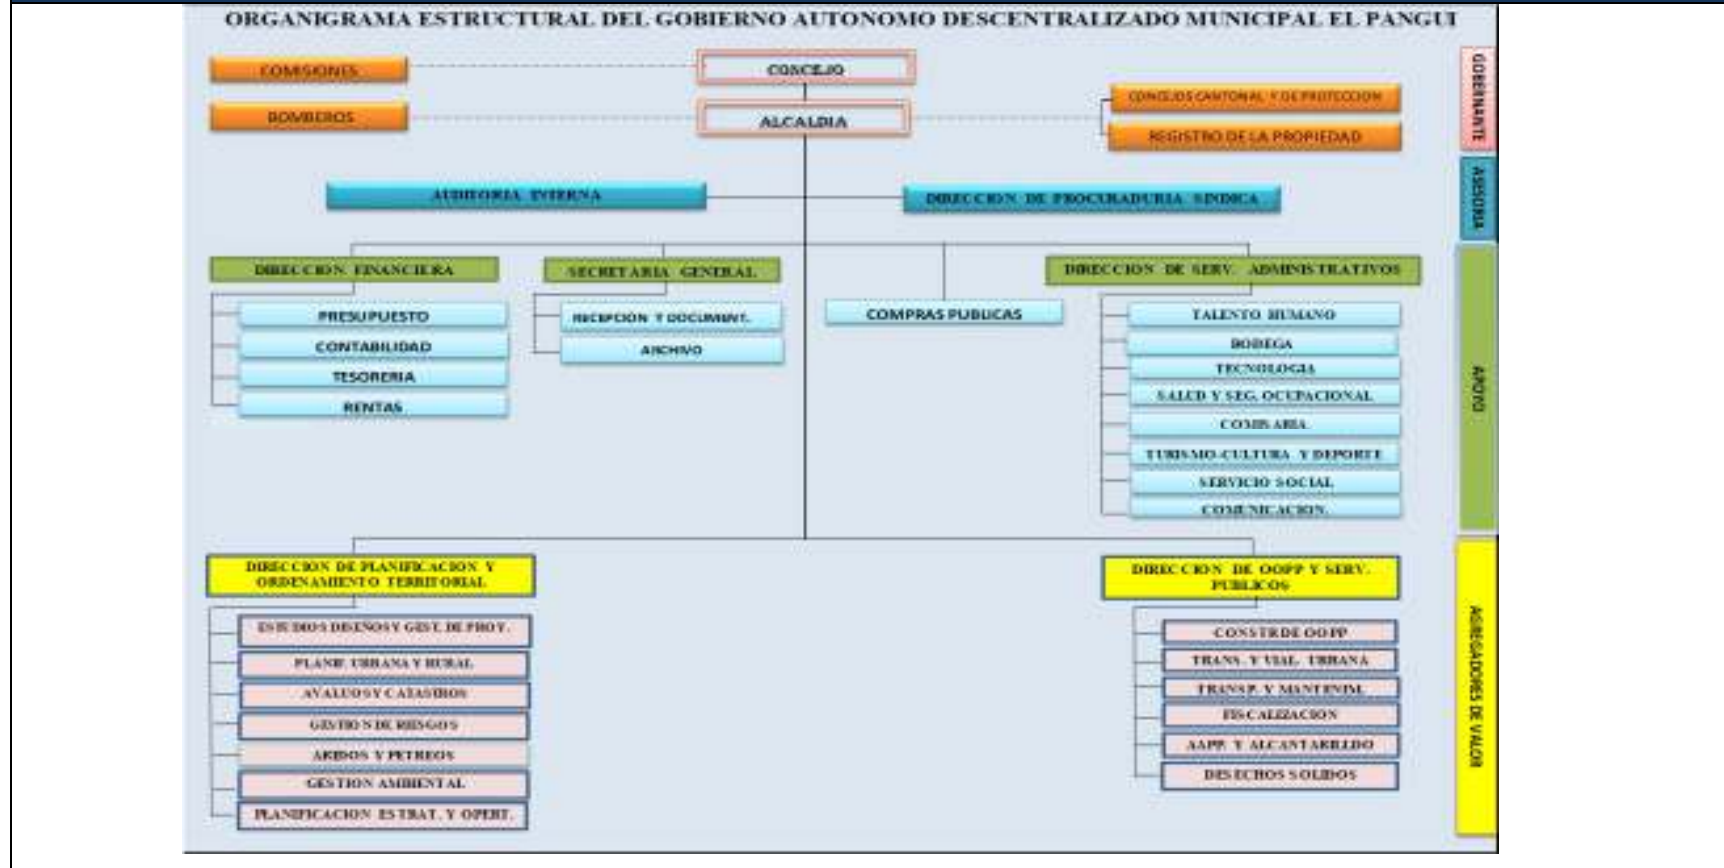 ORGANIGRAMA ESTRUCTURAL DEL GOBIERNO AUTONOMO DESCENTRALIZADO MUNICIPAL EL PANGUI
COMISIONES
CONCEJO
BOMBEROS
ALCALDIA
CONCEJOS CANTONAL Y DE PROTECCION
REGISTRO DE LA PROPIEDAD
GOBERNANTE
AUDITORIA INTERNA
DIRECCION DE PROCURADURIA SINDICA
ASESORIA
DIRECCION FINANCIERA
PRESUPUESTO
CONTABILIDAD
TESORERIA
RENTAS
SECRETARIA GENERAL
RECEPCIÓN Y DOCUMENT.
ARCHIVO
COMPRAS PUBLICAS
DIRECCION DE SERV. ADMINISTRATIVOS
TALENTO HUMANO
BODEGA
TECNOLOGIA
SALUD Y SEG. OCUPACIONAL
COMISARIA
TURISMO-CULTURA Y DEPORTE
SERVICIO SOCIAL
COMUNICACION.
APOYO
DIRECCION DE PLANIFICACION Y
ORDENAMIENTO TERRITORIAL
ESTUDIOS DISEÑOS Y GEST. DE PROY.
PLANIF. URBANA Y RURAL
AVALUOS Y CATASTROS
GESTION DE RIESGOS
ARIDOS Y PETREOS
GESTION AMBIENTAL
PLANIFICACION ESTRAT. Y OPERT.
DIRECCION DE OOPP Y SERV.
PUBLICOS
CONSTR DE OOPP
TRANS. Y VIAL. URBANA
TRANSP. Y MANTENIM.
FISCALIZACION
AAPP. Y ALCANTARILLDO
DESECHOS SOLIDOS
AGREGADORES DE VALOR